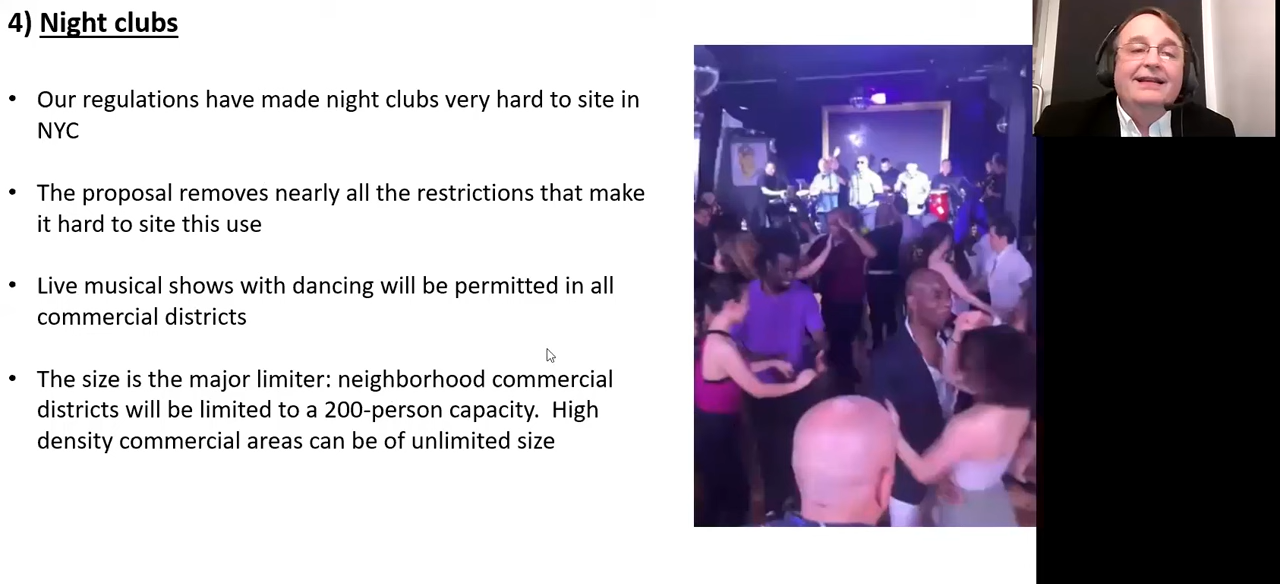 4) Night clubs
• Our regulations have made night clubs very hard to site in
NYC
• The proposal removes nearly all the restrictions that make
it hard to site this use
• Live musical shows with dancing will be permitted in all
commercial districts
• The size is the major limiter: neighborhood commercial
districts will be limited to a 200-person capacity.  High
density commercial areas can be of unlimited size